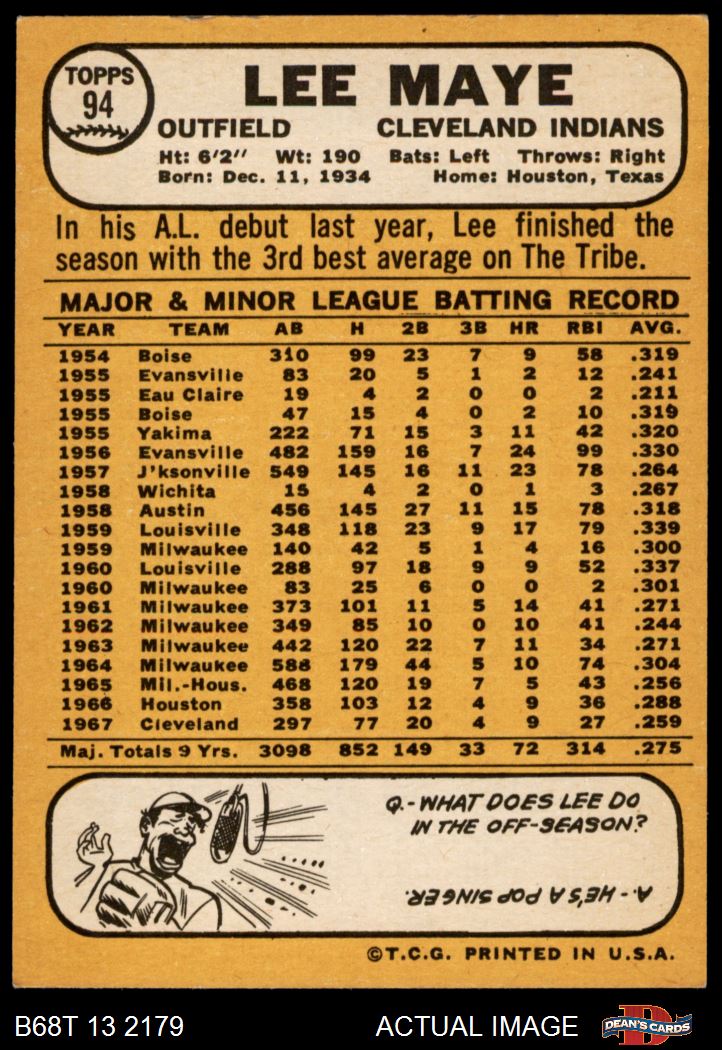 TOPPS
94
LEE MAYE
OUTFIELD CLEVELAND INDIANS
Ht: 6'2" Wt: 190 Bats: Left Throws: Right
Born: Dec. 11, 1934 Home: Houston, Texas
In his A.L. debut last year, Lee finished the
season with the 3rd best average on The Tribe.
MAJOR & MINOR LEAGUE BATTING RECORD
YEAR TEAM AB H 2B 3B HR RBI AVG.
1954 Boise 310 99 23 7 9 58 .319
1955 Evansville 83 20 5 1 2 12 .241
1955 Eau Claire 19 4 2 0 0 2 .211
1955 Boise 47 15 4 0 2 10 .319
1955 Yakima 222 71 15 3 11 42 .320
1956 Evansville 482 159 16 7 24 99 .330
1957 J'ksonville 549 145 16 11 23 78 .264
1958 Wichita 15 4 2 0 1 3 .267
1958 Austin 456 145 27 11 15 78 .318
1959 Louisville 348 118 23 9 17 79 .339
1959 Milwaukee 140 42 5 1 4 16 .300
1960 Louisville 288 97 18 9 9 52 .337
1960 Milwaukee 83 25 6 0 0 2 .301
1961 Milwaukee 373 101 11 5 14 41 .271
1962 Milwaukee 349 85 10 0 10 41 .244
1963 Milwaukee 442 120 22 7 11 34 .271
1964 Milwaukee 588 179 44 5 10 74 .304
1965 Mil.-Hous. 468 120 19 7 5 43 .256
1966 Houston 358 103 12 4 9 36 .288
1967 Cleveland 297 77 20 4 9 27 .259
Maj. Totals 9 Yrs. 3098 852 149 33 72 314 .275
Q.- WHAT DOES LEE DO
IN THE OFF-SEASON?
A.- HE'S A POP SINGER.
©T.C.G. PRINTED IN U.S.A.
B68T 13 2179 ACTUAL IMAGE DEAN'S CARDS